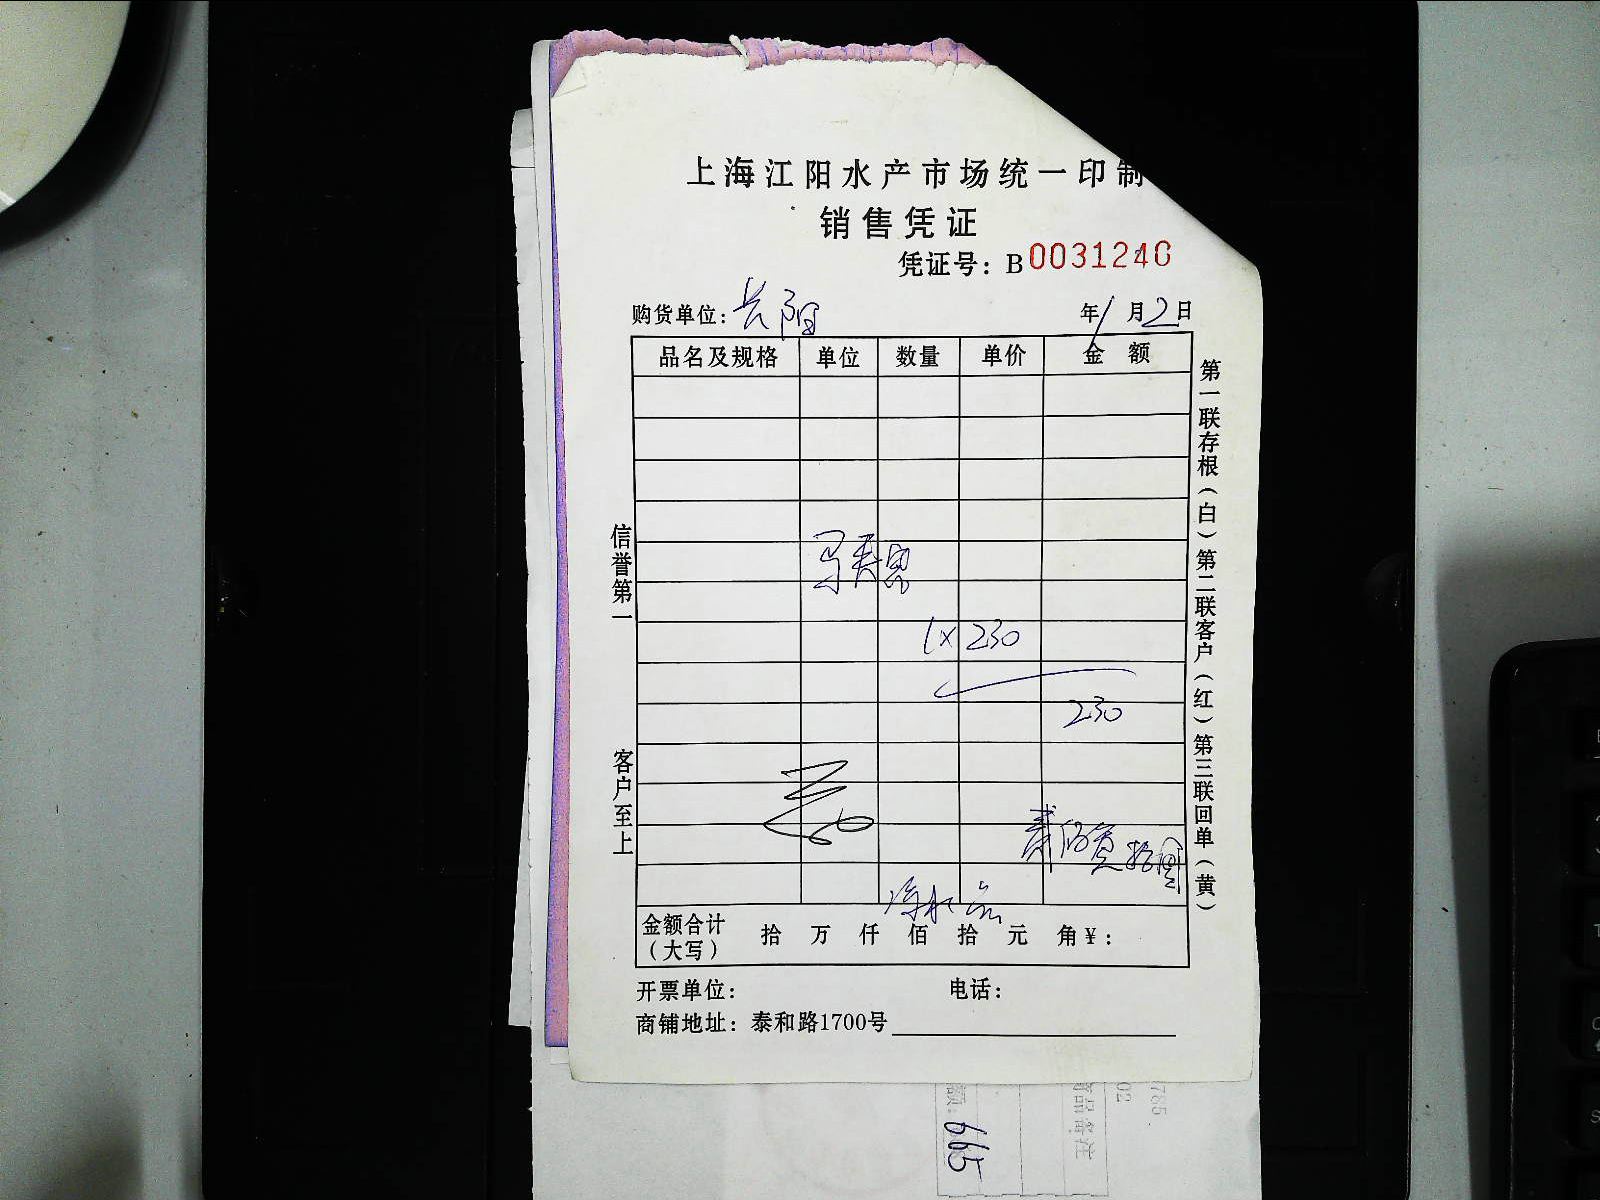 上海江阳水产市场统一印制
销售凭证
凭证号：B 0031240
购货单位：长阳 年1月2日
品名及规格 单位 数量 单价 金额
1×230
230
金额合计（大写） 拾 万 仟 佰 拾 元 角 ¥：
开票单位： 电话：
商铺地址：泰和路1700号
信誉第一
客户至上
第一联存根（白）第二联客户（红）第三联回单（黄）
665